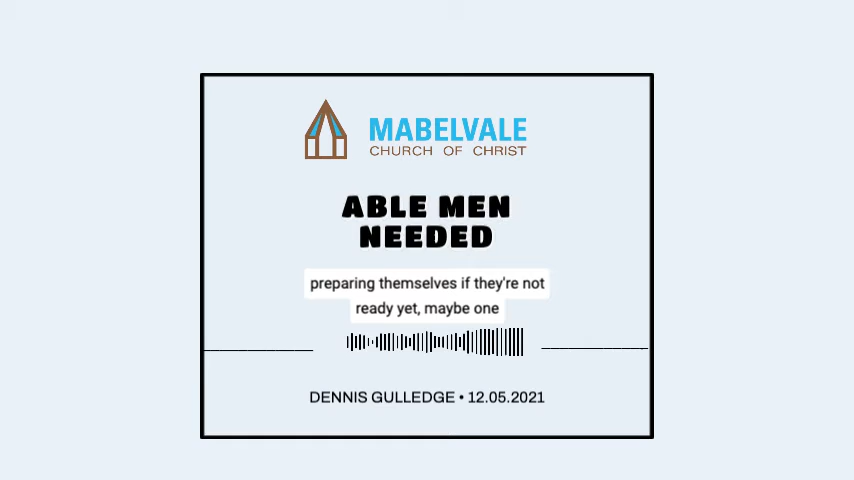 MABELVALE
CHURCH OF CHRIST
ABLE MEN
NEEDED
preparing themselves if they're not
ready yet, maybe one
DENNIS GULLEDGE • 12.05.2021